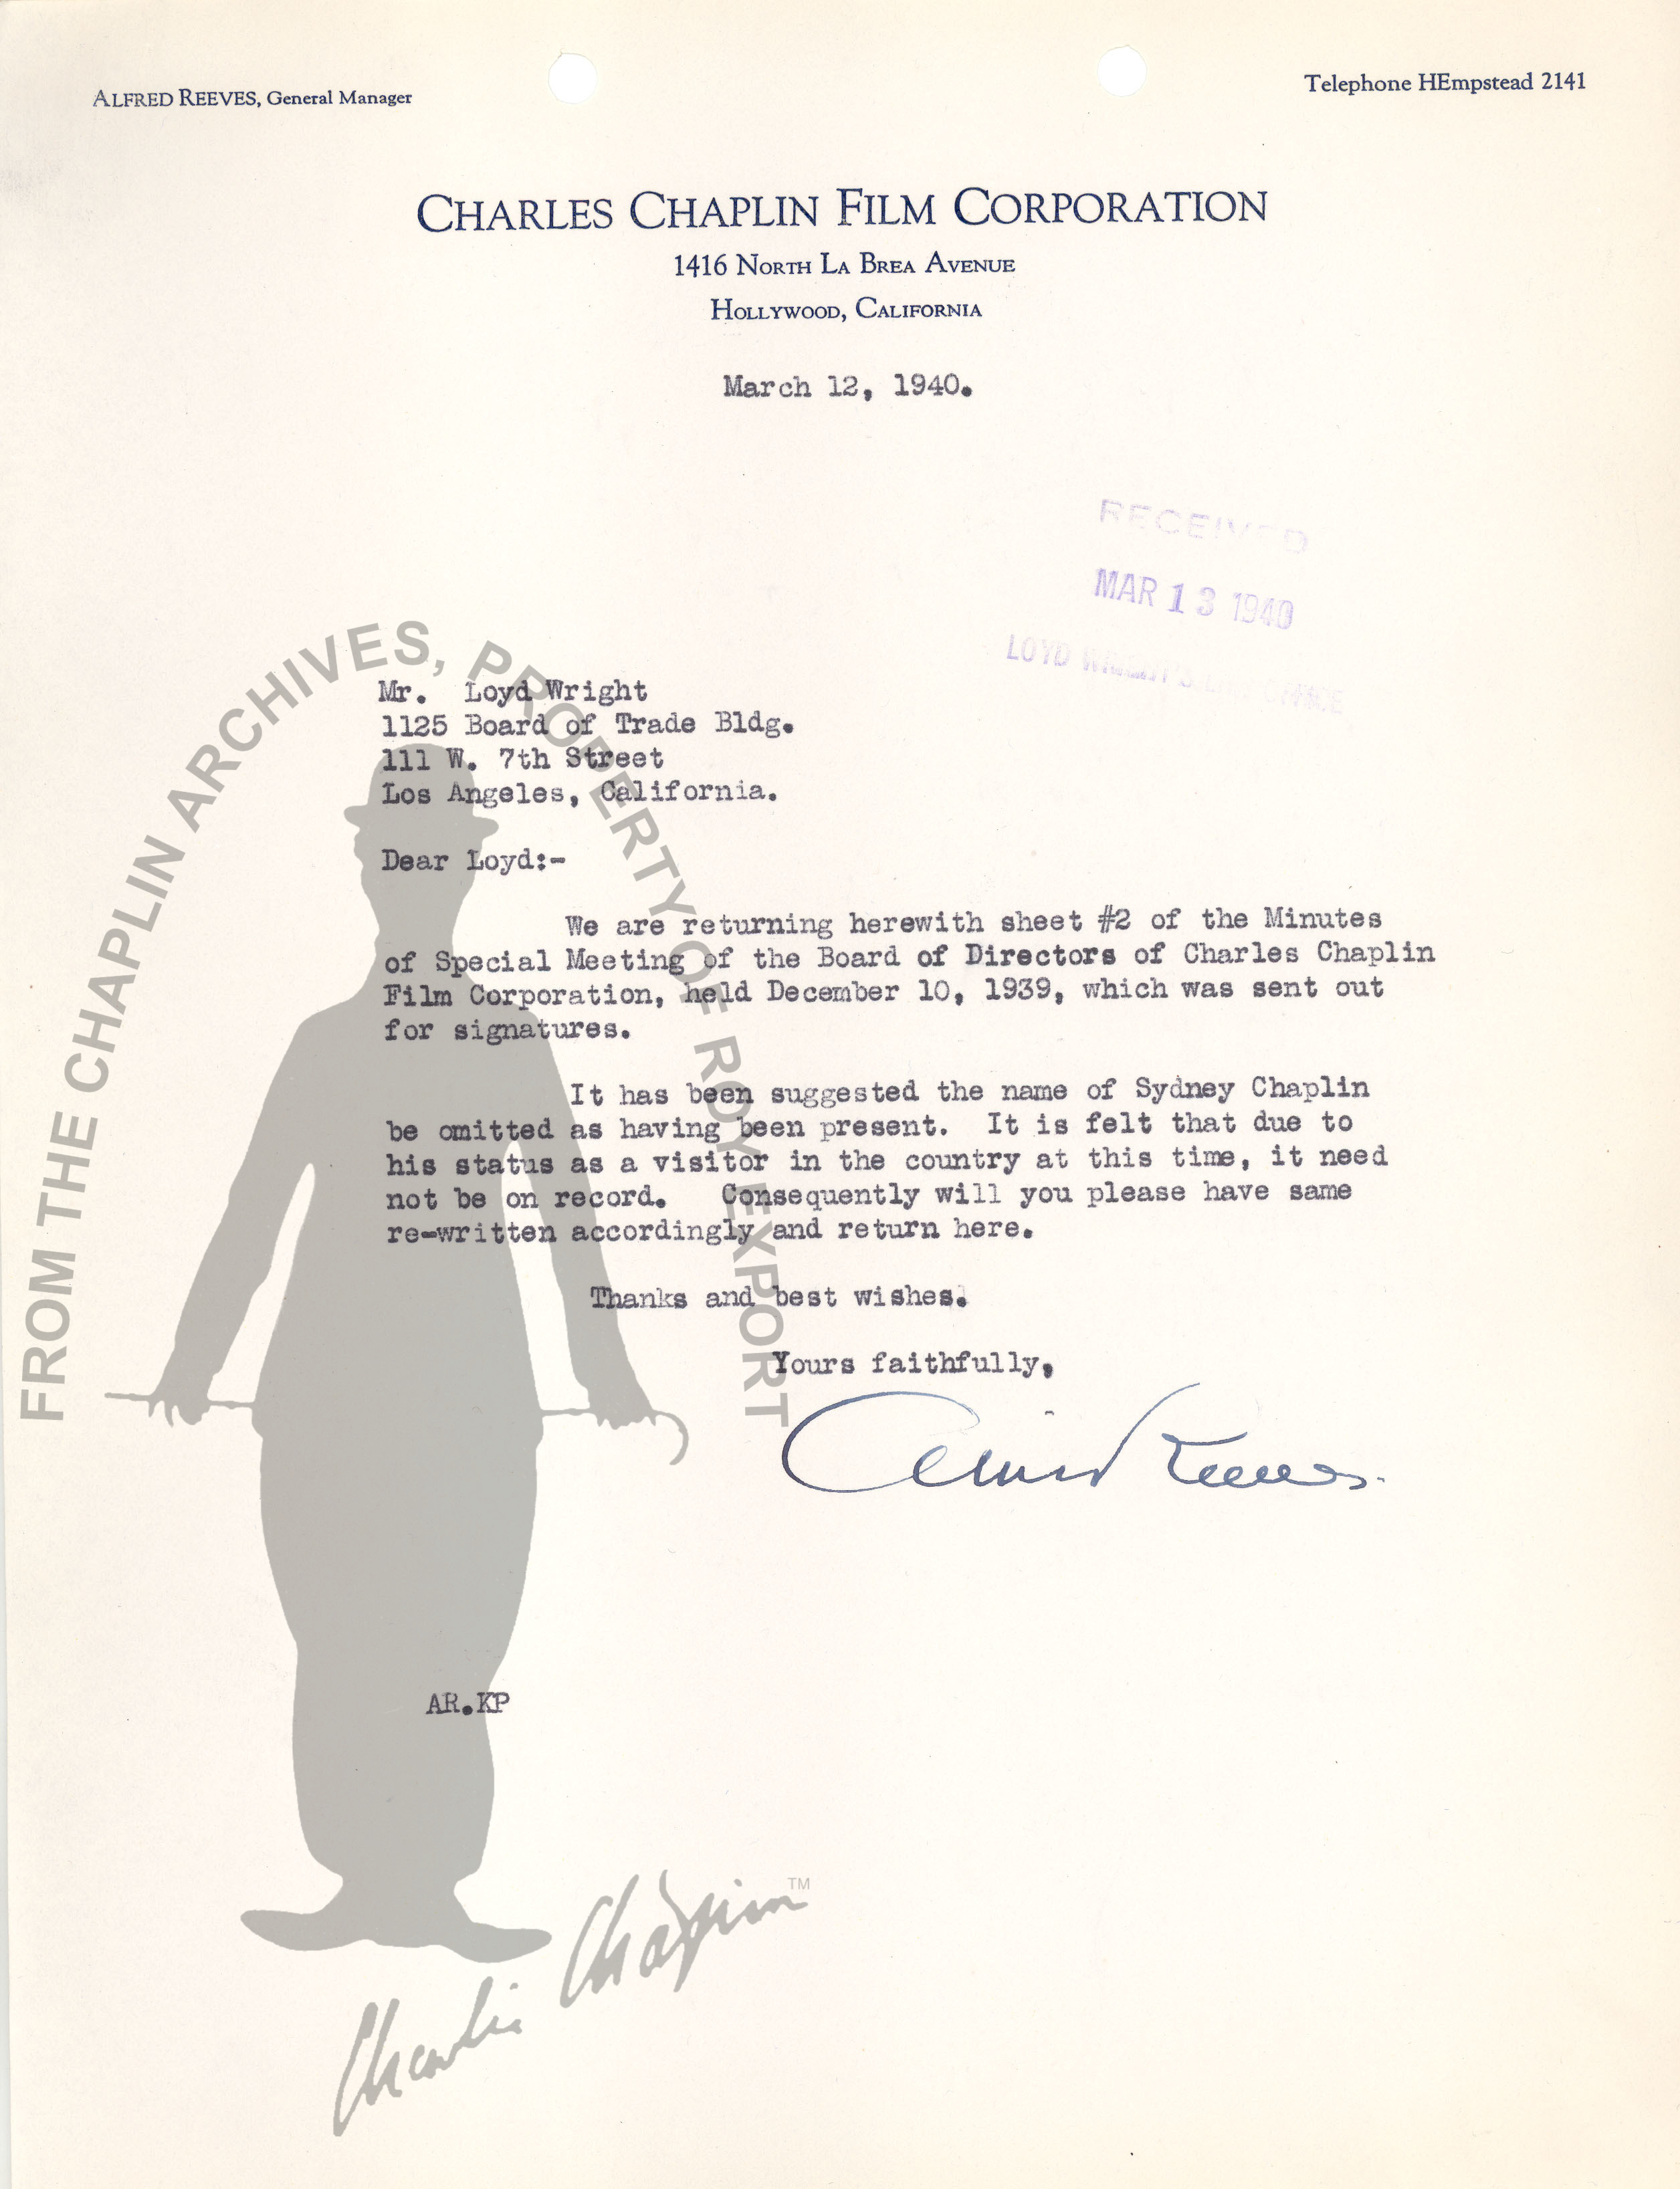 ALFRED REEVES, General Manager
Telephone HEmpstead 2141
CHARLES CHAPLIN FILM CORPORATION
1416 NORTH LA BREA AVENUE
HOLLYWOOD, CALIFORNIA
March 12, 1940.
RECEIVED
MAR 13 1940
LOYD WRIGHT'S OFFICE
Mr. Loyd Wright
1125 Board of Trade Bldg.
111 W. 7th Street
Los Angeles, California.
Dear Loyd:-
We are returning herewith sheet #2 of the Minutes
of Special Meeting of the Board of Directors of Charles Chaplin
Film Corporation, held December 10, 1939, which was sent out
for signatures.
It has been suggested the name of Sydney Chaplin
be omitted as having been present. It is felt that due to
his status as a visitor in the country at this time, it need
not be on record. Consequently will you please have same
re-written accordingly and return here.
Thanks and best wishes.
Yours faithfully,
Alfred Reeves.
AR.KP
FROM THE CHAPLIN ARCHIVES, PROPERTY OF ROY EXPORT
Charlie Chaplin TM